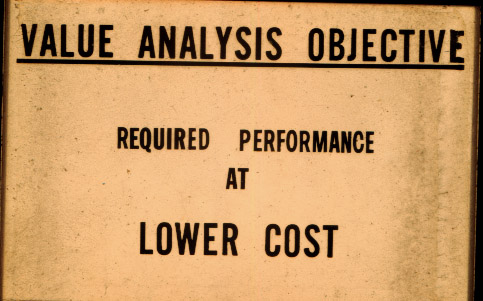 VALUE ANALYSIS OBJECTIVE
REQUIRED PERFORMANCE
AT
LOWER COST